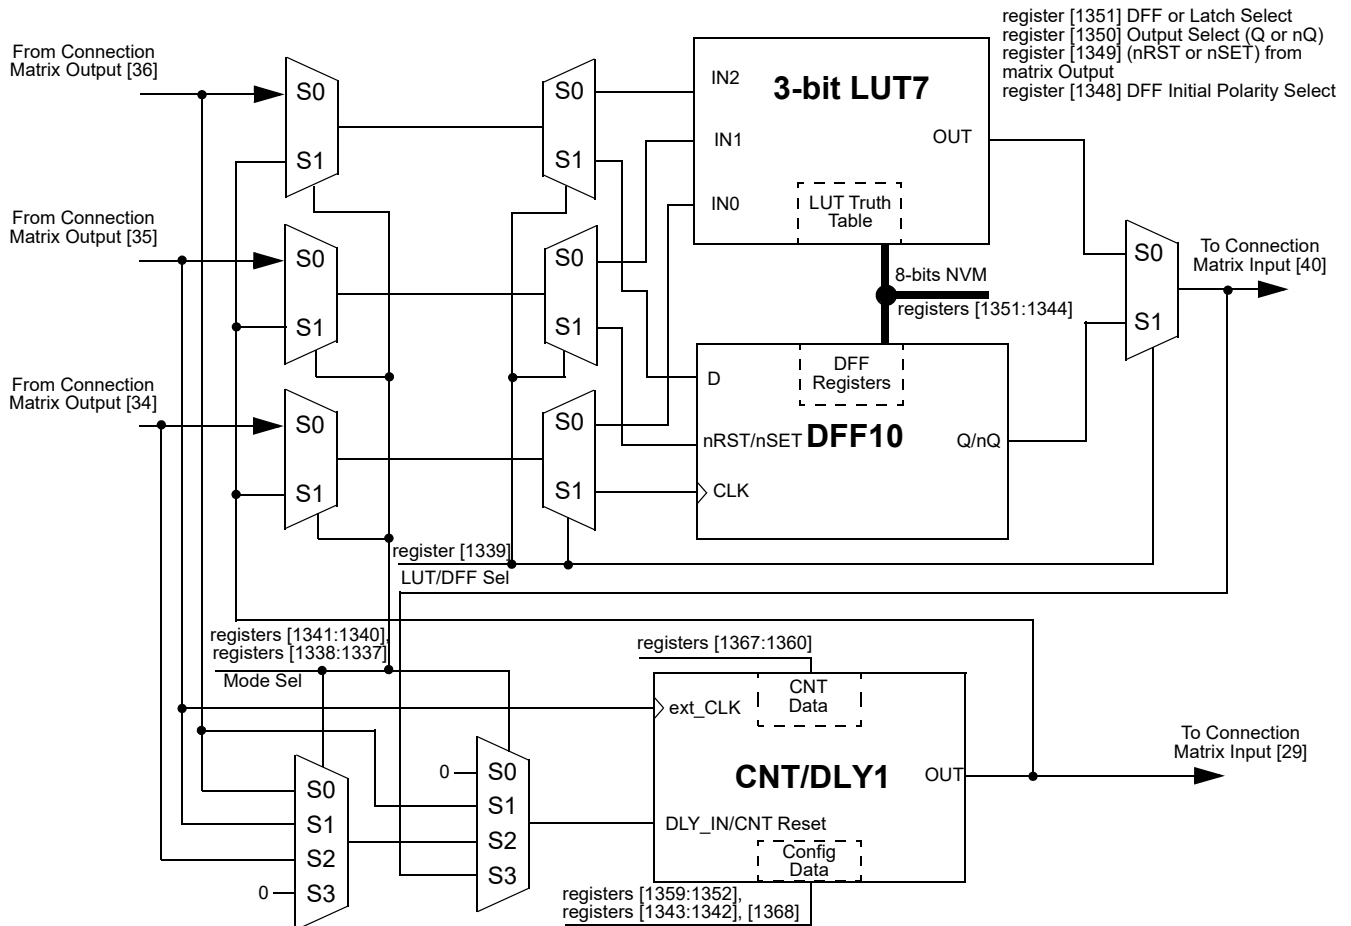 register [1351] DFF or Latch Select
register [1350] Output Select (Q or nQ)
register [1349] (nRST or nSET) from
matrix Output
register [1348] DFF Initial Polarity Select
From Connection
Matrix Output [36]
S0
S1
S0
S1
IN2
3-bit LUT7
IN1
OUT
IN0
LUT Truth
Table
From Connection
Matrix Output [35]
S0
S1
S0
S1
8-bits NVM
registers [1351:1344]
S0
S1
To Connection
Matrix Input [40]
From Connection
Matrix Output [34]
S0
S1
S0
S1
D
DFF
Registers
nRST/nSET
DFF10
Q/nQ
CLK
register [1339]
LUT/DFF Sel
registers [1341:1340],
registers [1338:1337]
Mode Sel
registers [1367:1360]
ext_CLK
CNT
Data
To Connection
Matrix Input [29]
CNT/DLY1
OUT
DLY_IN/CNT Reset
Config
Data
S0
S1
S2
0
S3
0
S0
S1
S2
S3
registers [1359:1352],
registers [1343:1342], [1368]